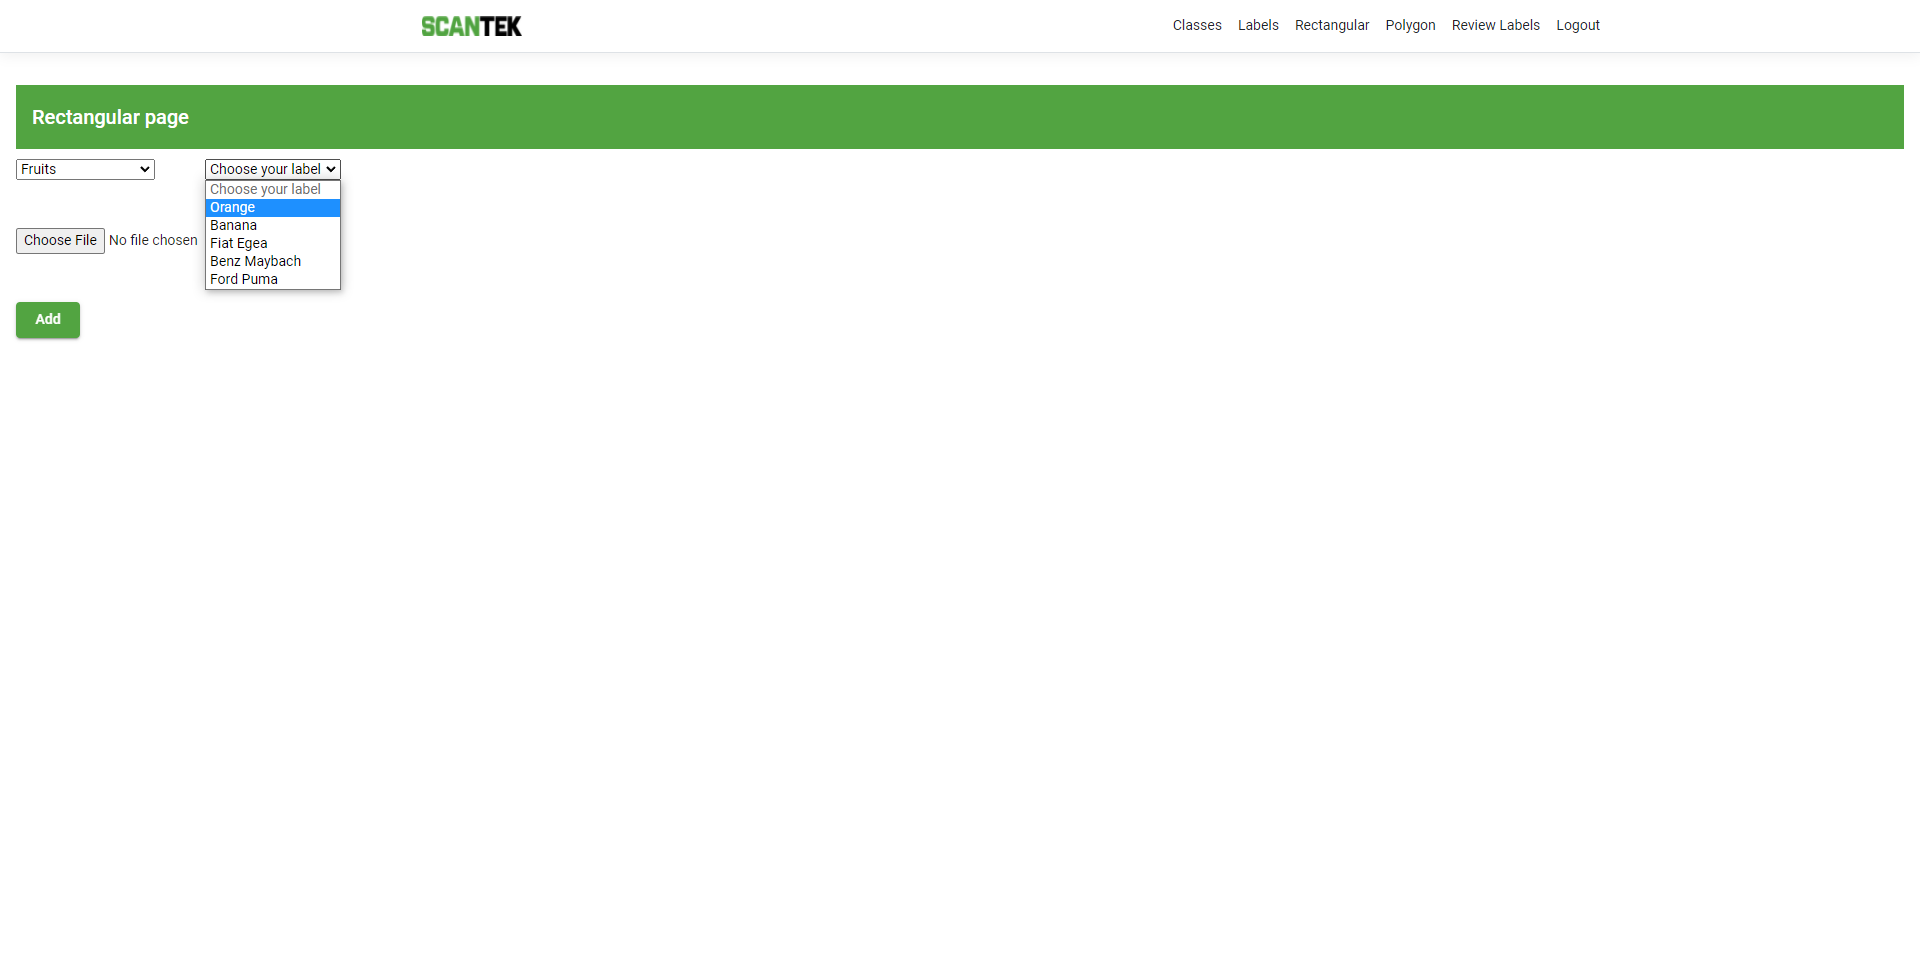 SCANTEK
Classes Labels Rectangular Polygon Review Labels Logout
Rectangular page
Fruits
Choose your label
Choose your label
Orange
Banana
Fiat Egea
Benz Maybach
Ford Puma
Choose File No file chosen
Add